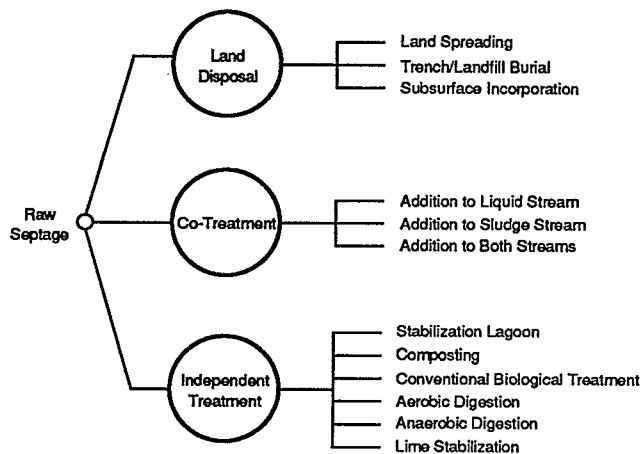 Raw
Septage
Land
Disposal
Land Spreading
Trench/Landfill Burial
Subsurface Incorporation
Co-Treatment
Addition to Liquid Stream
Addition to Sludge Stream
Addition to Both Streams
Independent
Treatment
Stabilization Lagoon
Composting
Conventional Biological Treatment
Aerobic Digestion
Anaerobic Digestion
Lime Stabilization